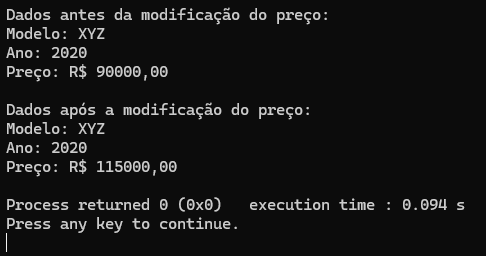 Dados antes da modificação do preço:
Modelo: XYZ
Ano: 2020
Preço: R$ 90000,00
Dados após a modificação do preço:
Modelo: XYZ
Ano: 2020
Preço: R$ 115000,00
Process returned 0 (0x0)   execution time : 0.094 s
Press any key to continue.